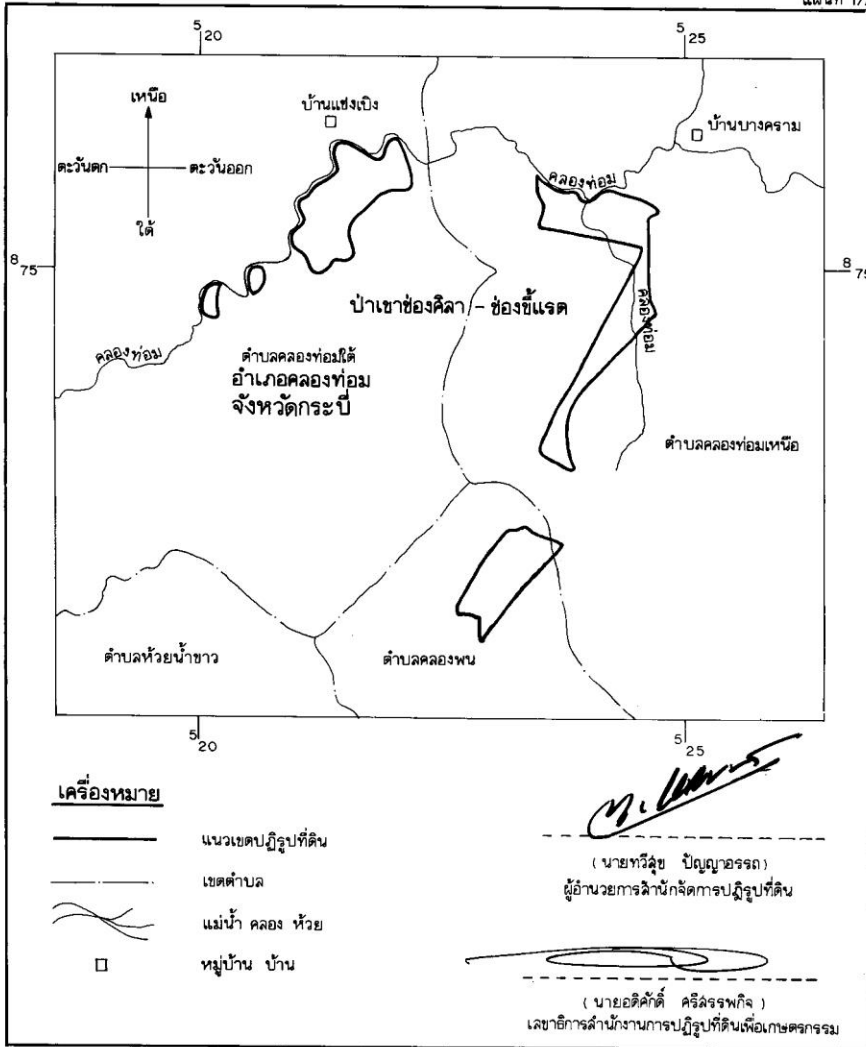 แผ่นที่ 1/
5 20
5 25
เหนือ
บ้านแช่งเปิง
บ้านบางคราม
ตะวันตก
ตะวันออก
คลองท่อม
ใต้
8 75
8 75
ป่าเขาช่องศิลา - ช่องขี้แรด
คลองท่อม
คลองท่อม
ตำบลคลองท่อมใต้
อำเภอคลองท่อม
จังหวัดกระบี่
ตำบลคลองท่อมเหนือ
ตำบลห้วยน้ำขาว
ตำบลคลองพน
5 20
5 25
เครื่องหมาย
แนวเขตปฏิรูปที่ดิน
เขตตำบล
แม่น้ำ คลอง ห้วย
หมู่บ้าน บ้าน
(นายทวีสุข ปัญญาอรรถ)
ผู้อำนวยการสำนักจัดการปฏิรูปที่ดิน
(นายอดิศักดิ์ ศรีสรรพกิจ)
เลขาธิการสำนักงานการปฏิรูปที่ดินเพื่อเกษตรกรรม